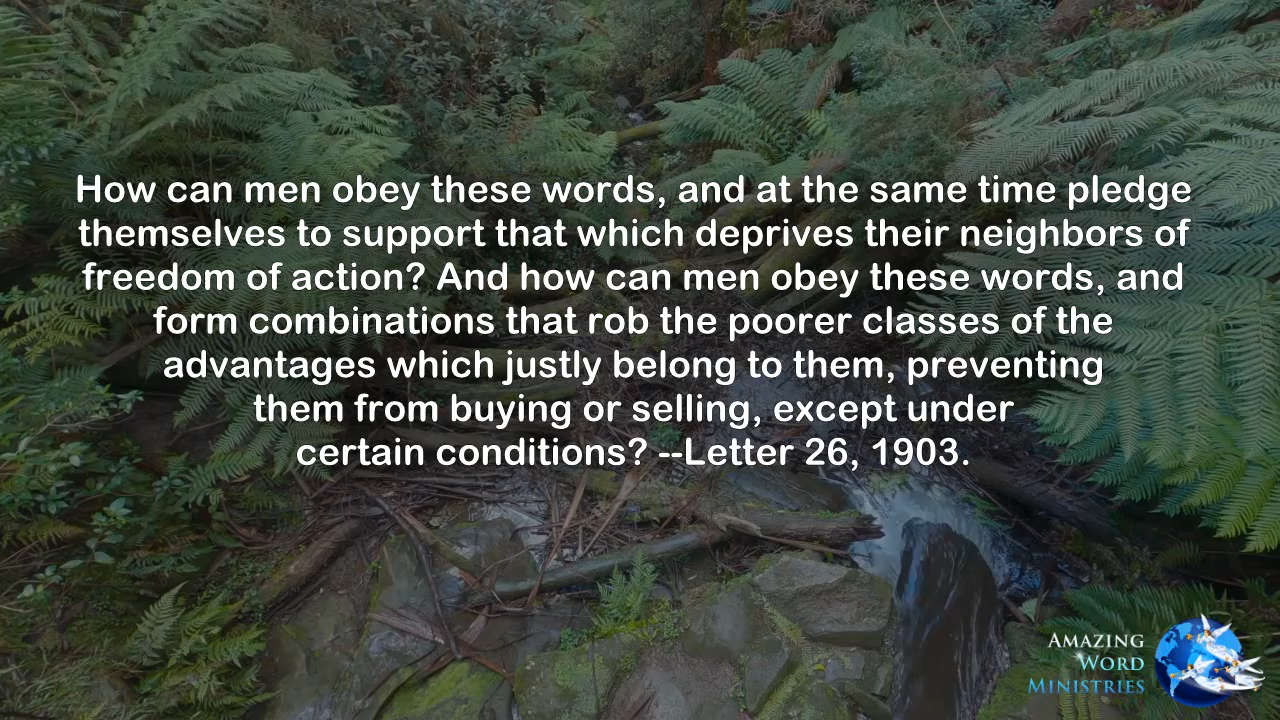 How can men obey these words, and at the same time pledge
themselves to support that which deprives their neighbors of
freedom of action? And how can men obey these words, and
form combinations that rob the poorer classes of the
advantages which justly belong to them, preventing
them from buying or selling, except under
certain conditions? --Letter 26, 1903.
AMAZING
WORD
MINISTRIES